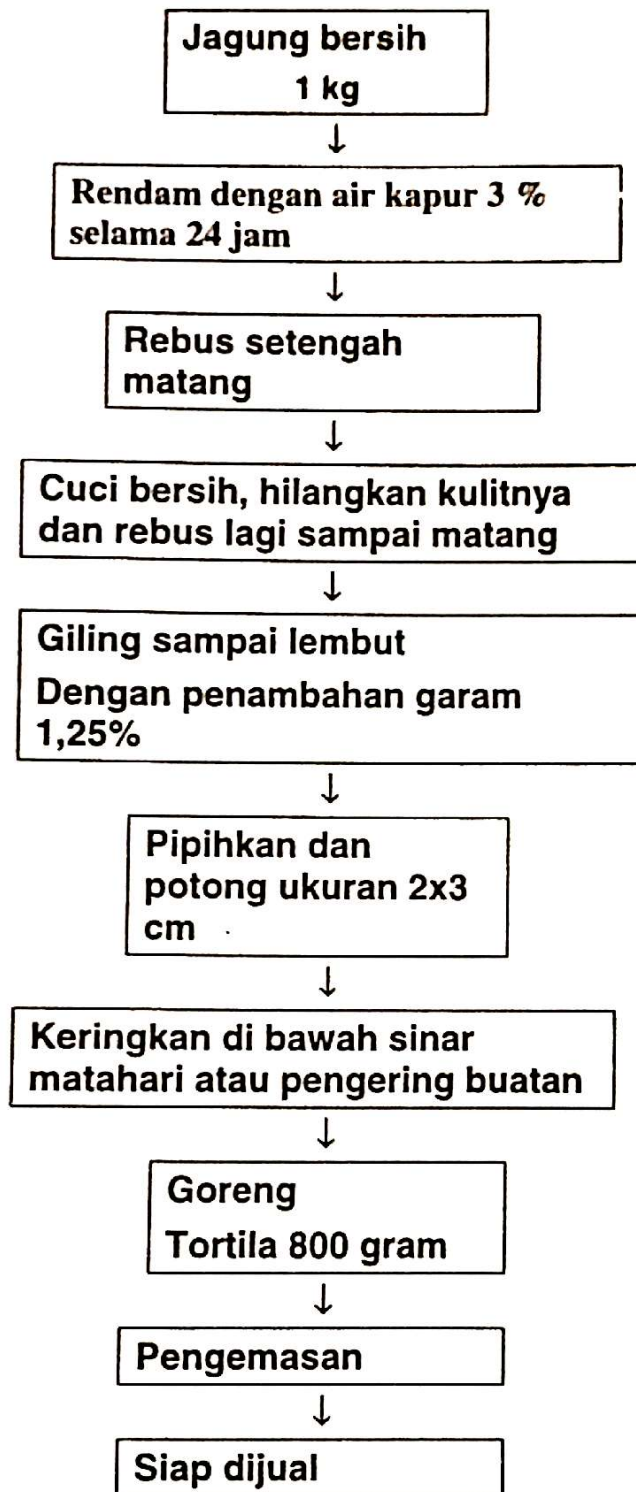 Jagung bersih
1 kg
↓
Rendam dengan air kapur 3 %
selama 24 jam
↓
Rebus setengah
matang
↓
Cuci bersih, hilangkan kulitnya
dan rebus lagi sampai matang
↓
Giling sampai lembut
Dengan penambahan garam
1,25%
↓
Pipihkan dan
potong ukuran 2x3
cm
↓
Keringkan di bawah sinar
matahari atau pengering buatan
↓
Goreng
Tortila 800 gram
↓
Pengemasan
↓
Siap dijual